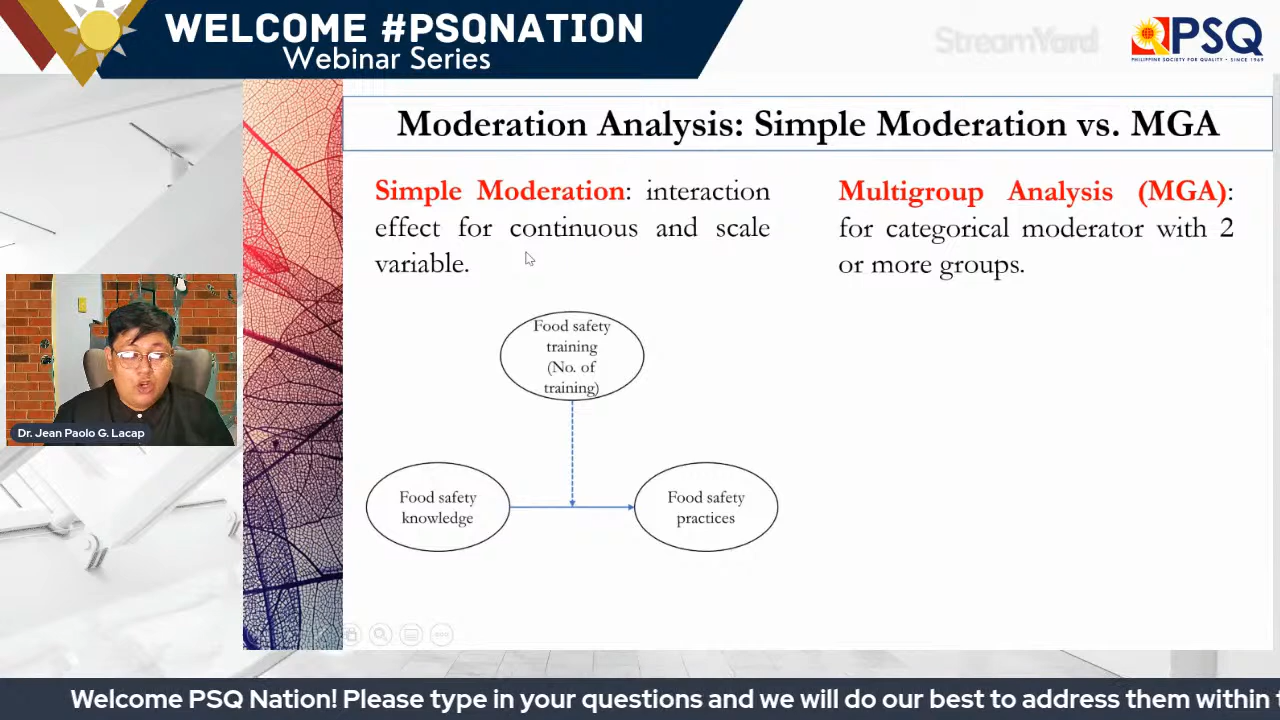 WELCOME #PSQNATION
Webinar Series
StreamYard
PSQ
PHILIPPINE SOCIETY FOR QUALITY • SINCE 1969
Moderation Analysis: Simple Moderation vs. MGA
Simple Moderation: interaction
effect for continuous and scale
variable.
Multigroup Analysis (MGA):
for categorical moderator with 2
or more groups.
Food safety
training
(No. of
training)
Food safety
knowledge
Food safety
practices
Dr. Jean Paolo G. Lacap
Welcome PSQ Nation! Please type in your questions and we will do our best to address them within